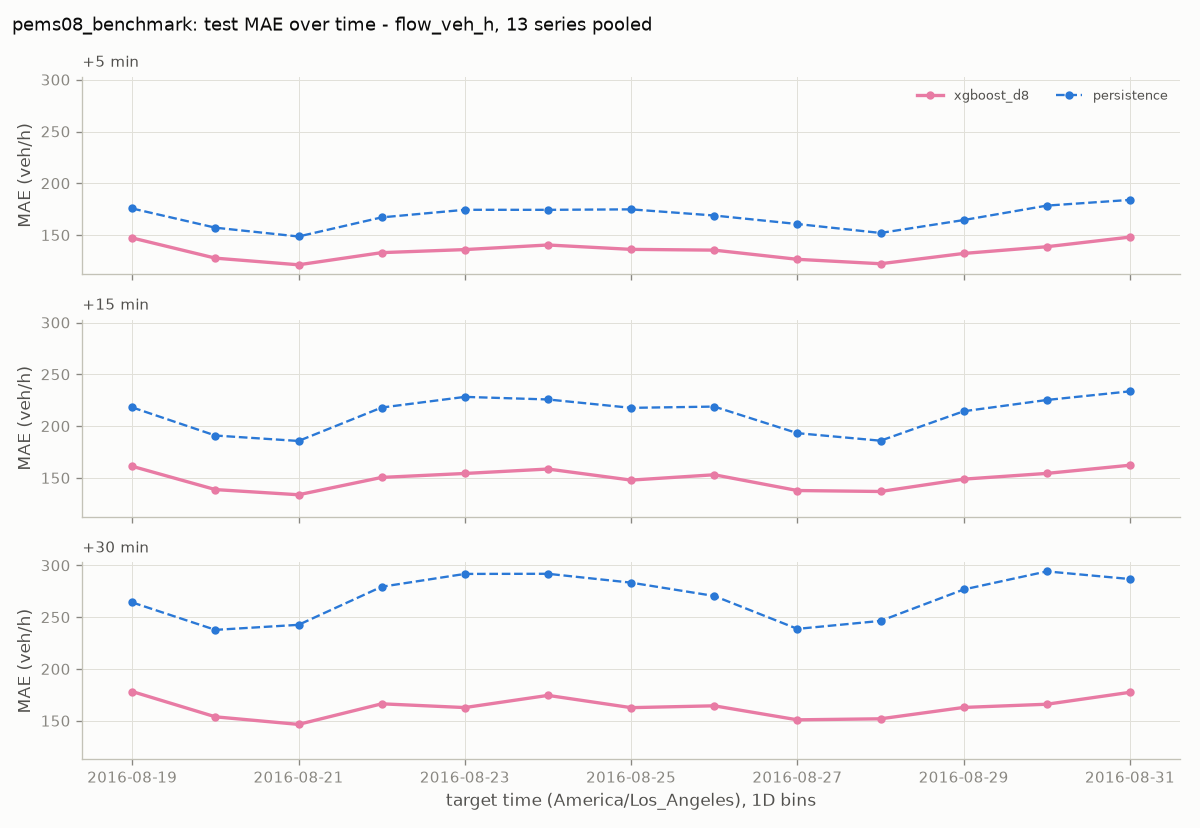 pems08_benchmark: test MAE over time - flow_veh_h, 13 series pooled
+5 min
300
250
200
150
MAE (veh/h)
xgboost_d8
persistence
+15 min
300
250
200
150
MAE (veh/h)
+30 min
300
250
200
150
MAE (veh/h)
2016-08-19
2016-08-21
2016-08-23
2016-08-25
2016-08-27
2016-08-29
2016-08-31
target time (America/Los_Angeles), 1D bins